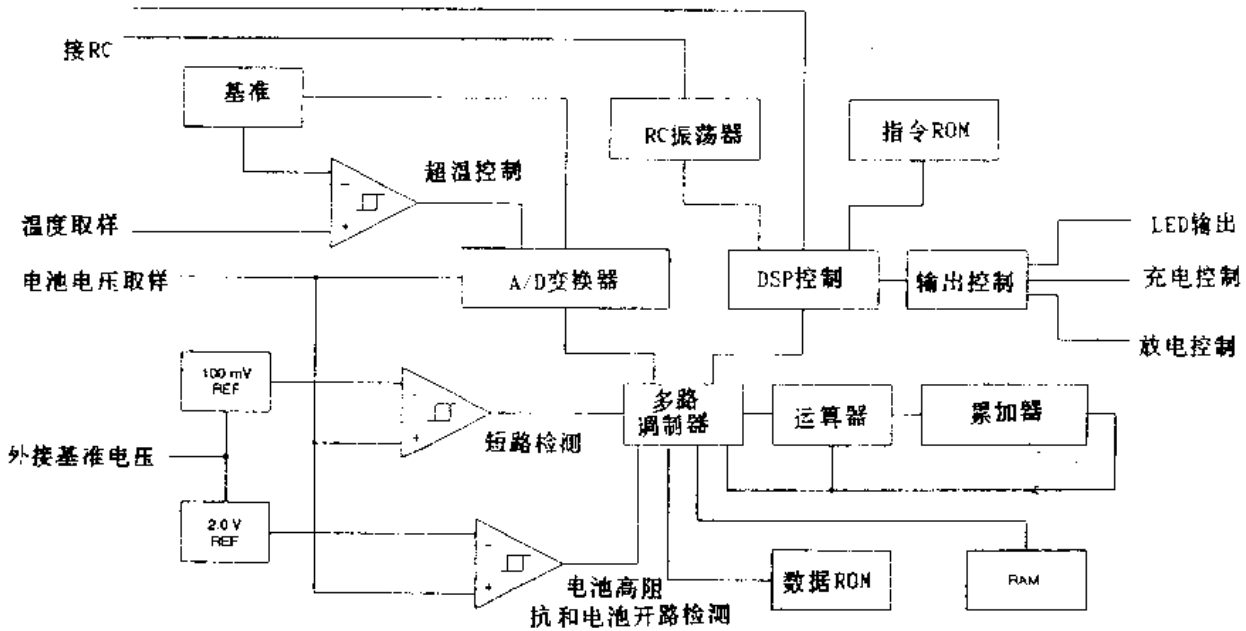 接RC
基准
RC振荡器
指令ROM
超温控制
温度取样
LED输出
电池电压取样
A/D变换器
DSP控制
输出控制
充电控制
放电控制
100 mV
REF
多路
调制器
运算器
累加器
短路检测
外接基准电压
2.0 V
REF
电池高阻
抗和电池开路检测
数据ROM
RAM